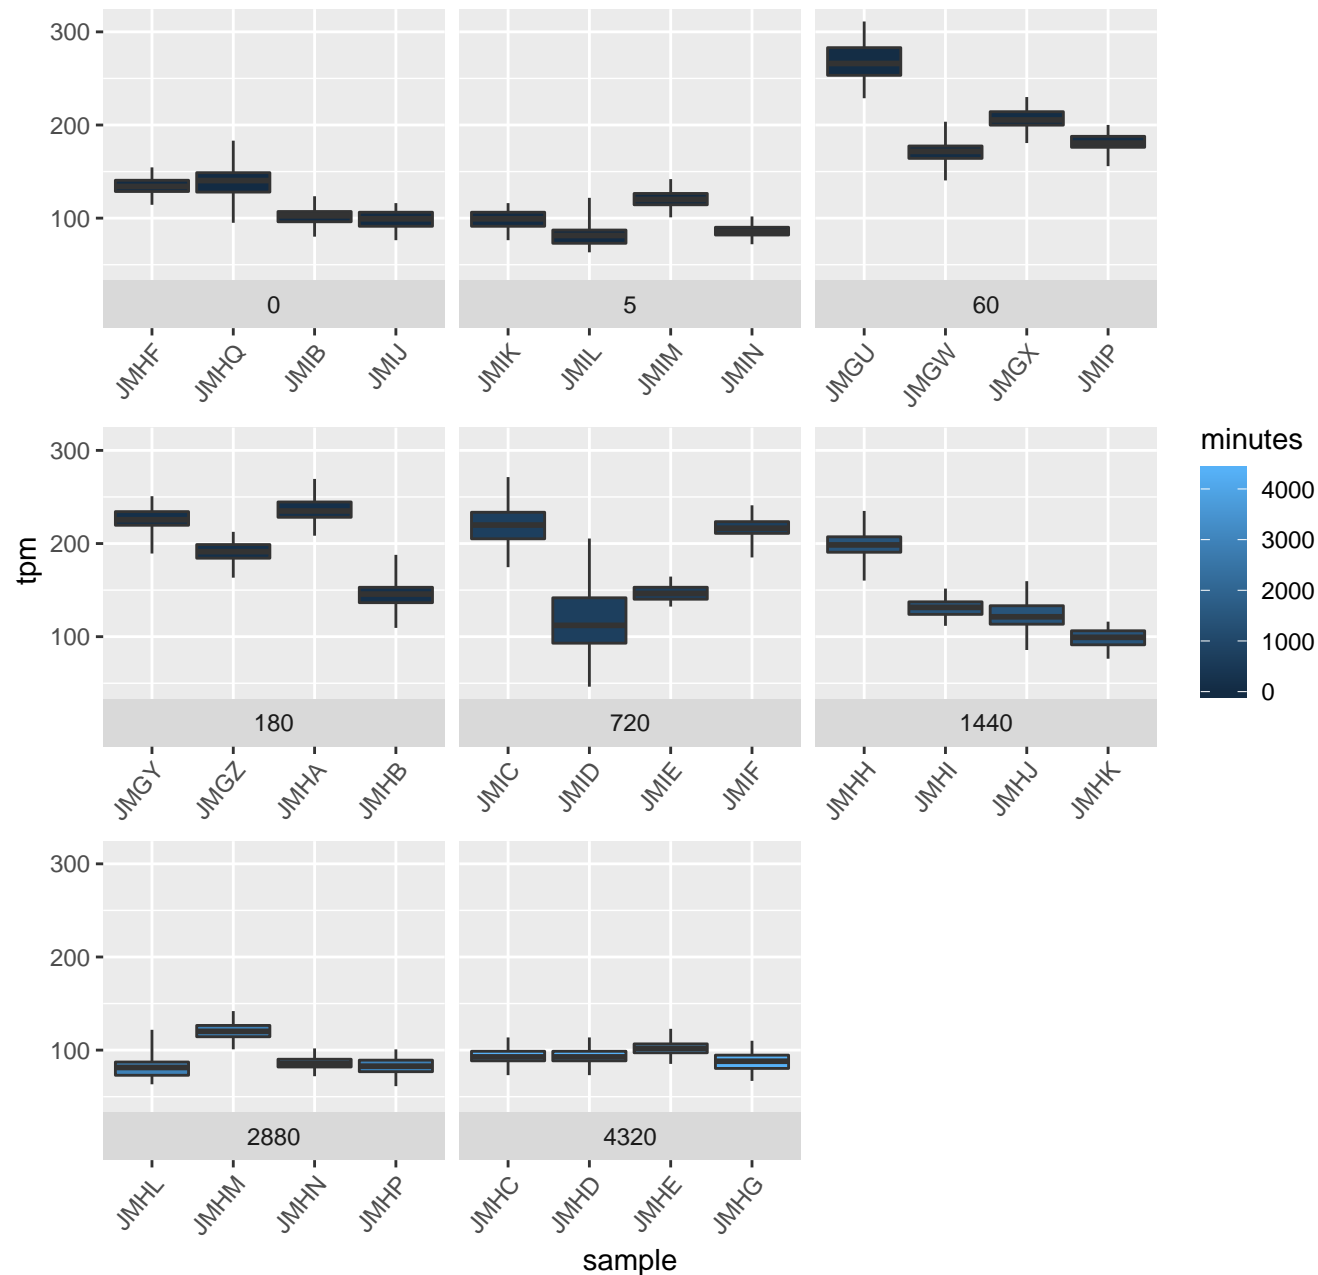 300
200
100
0
5
60
JMHF
JMHQ
JMIB
JMIJ
JMIK
JMIL
JMIM
JMIN
JMGU
JMGW
JMGX
JMIP
300
200
100
180
720
1440
JMGY
JMGZ
JMHA
JMHB
JMIC
JMID
JMIE
JMIF
JMHH
JMHI
JMHJ
JMHK
300
200
100
2880
4320
JMHL
JMHM
JMHN
JMHP
JMHC
JMHD
JMHE
JMHG
tpm
sample
minutes
4000
3000
2000
1000
0